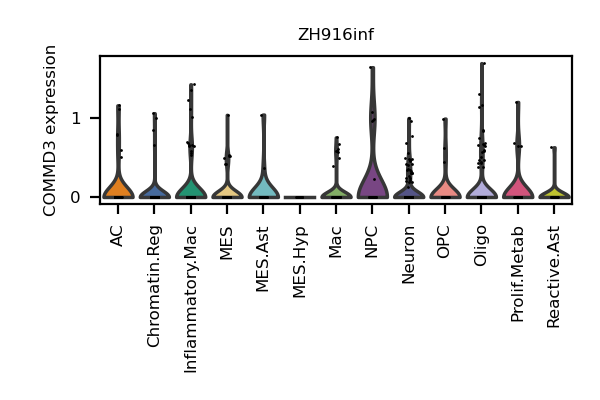 ZH916inf
COMMD3 expression
1
0
AC
Chromatin.Reg
Inflammatory.Mac
MES
MES.Ast
MES.Hyp
Mac
NPC
Neuron
OPC
Oligo
Prolif.Metab
Reactive.Ast